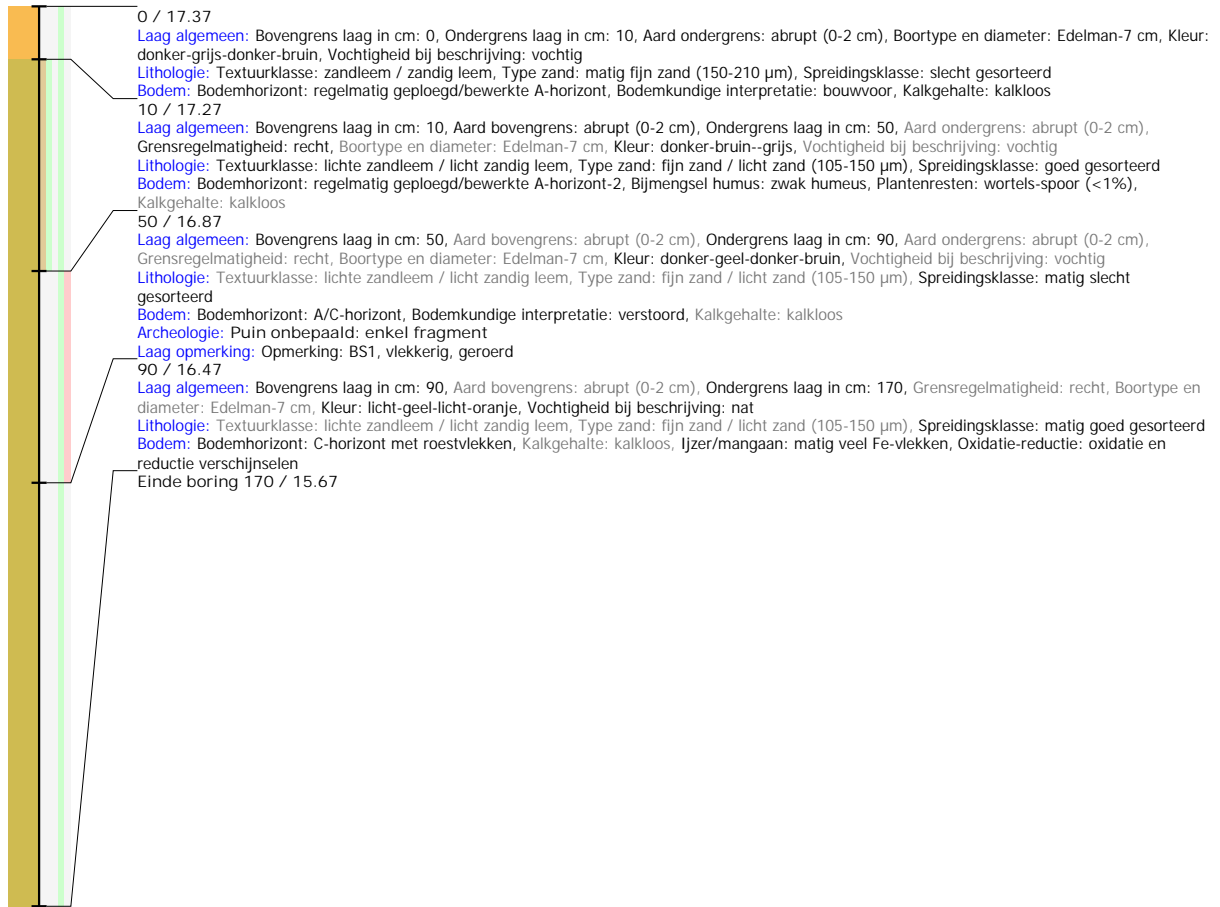 0 / 17.37
Laag algemeen: Bovengrens laag in cm: 0, Ondergrens laag in cm: 10, Aard ondergrens: abrupt (0-2 cm), Boortype en diameter: Edelman-7 cm, Kleur:
donker-grijs-donker-bruin, Vochtigheid bij beschrijving: vochtig
Lithologie: Textuurklasse: zandleem / zandig leem, Type zand: matig fijn zand (150-210 µm), Spreidingsklasse: slecht gesorteerd
Bodem: Bodemhorizont: regelmatig geploegd/bewerkte A-horizont, Bodemkundige interpretatie: bouwvoor, Kalkgehalte: kalkloos
10 / 17.27
Laag algemeen: Bovengrens laag in cm: 10, Aard bovengrens: abrupt (0-2 cm), Ondergrens laag in cm: 50, Aard ondergrens: abrupt (0-2 cm),
Grensregelmatigheid: recht, Boortype en diameter: Edelman-7 cm, Kleur: donker-bruin--grijs, Vochtigheid bij beschrijving: vochtig
Lithologie: Textuurklasse: lichte zandleem / licht zandig leem, Type zand: fijn zand / licht zand (105-150 µm), Spreidingsklasse: goed gesorteerd
Bodem: Bodemhorizont: regelmatig geploegd/bewerkte A-horizont-2, Bijmengsel humus: zwak humeus, Plantenresten: wortels-spoor (<1%),
Kalkgehalte: kalkloos
50 / 16.87
Laag algemeen: Bovengrens laag in cm: 50, Aard bovengrens: abrupt (0-2 cm), Ondergrens laag in cm: 90, Aard ondergrens: abrupt (0-2 cm),
Grensregelmatigheid: recht, Boortype en diameter: Edelman-7 cm, Kleur: donker-geel-donker-bruin, Vochtigheid bij beschrijving: vochtig
Lithologie: Textuurklasse: lichte zandleem / licht zandig leem, Type zand: fijn zand / licht zand (105-150 µm), Spreidingsklasse: matig slecht
gesorteerd
Bodem: Bodemhorizont: A/C-horizont, Bodemkundige interpretatie: verstoord, Kalkgehalte: kalkloos
Archeologie: Puin onbepaald: enkel fragment
Laag opmerking: Opmerking: BS1, vlekkerig, geroerd
90 / 16.47
Laag algemeen: Bovengrens laag in cm: 90, Aard bovengrens: abrupt (0-2 cm), Ondergrens laag in cm: 170, Grensregelmatigheid: recht, Boortype en
diameter: Edelman-7 cm, Kleur: licht-geel-licht-oranje, Vochtigheid bij beschrijving: nat
Lithologie: Textuurklasse: lichte zandleem / licht zandig leem, Type zand: fijn zand / licht zand (105-150 µm), Spreidingsklasse: matig goed gesorteerd
Bodem: Bodemhorizont: C-horizont met roestvlekken, Kalkgehalte: kalkloos, Ijzer/mangaan: matig veel Fe-vlekken, Oxidatie-reductie: oxidatie en
reductie verschijnselen
Einde boring 170 / 15.67